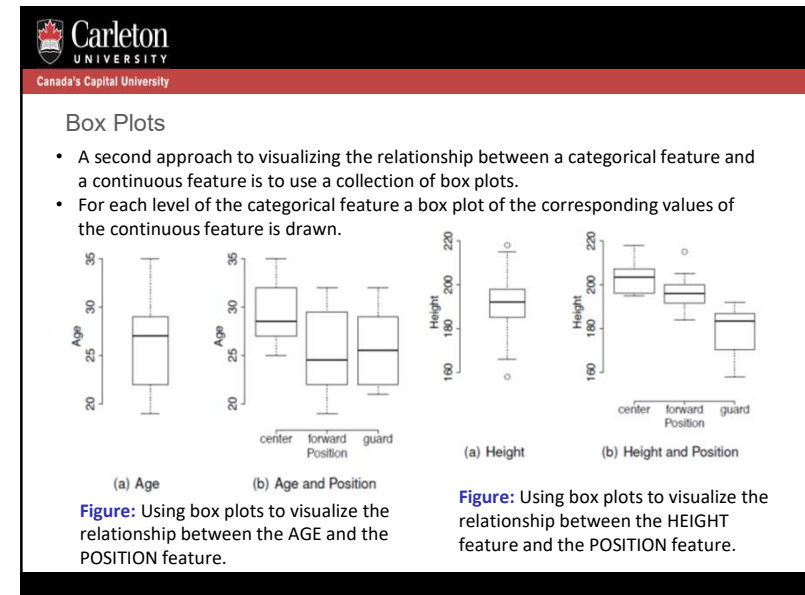 Carleton
UNIVERSITY
Canada's Capital University
Box Plots
• A second approach to visualizing the relationship between a categorical feature and
a continuous feature is to use a collection of box plots.
• For each level of the categorical feature a box plot of the corresponding values of
the continuous feature is drawn.
35
30
25
20
Age
(a) Age
35
30
25
20
Age
center forward guard
Position
(b) Age and Position
Figure: Using box plots to visualize the
relationship between the AGE and the
POSITION feature.
220
200
180
160
Height
(a) Height
220
200
180
160
Height
center forward guard
Position
(b) Height and Position
Figure: Using box plots to visualize the
relationship between the HEIGHT
feature and the POSITION feature.